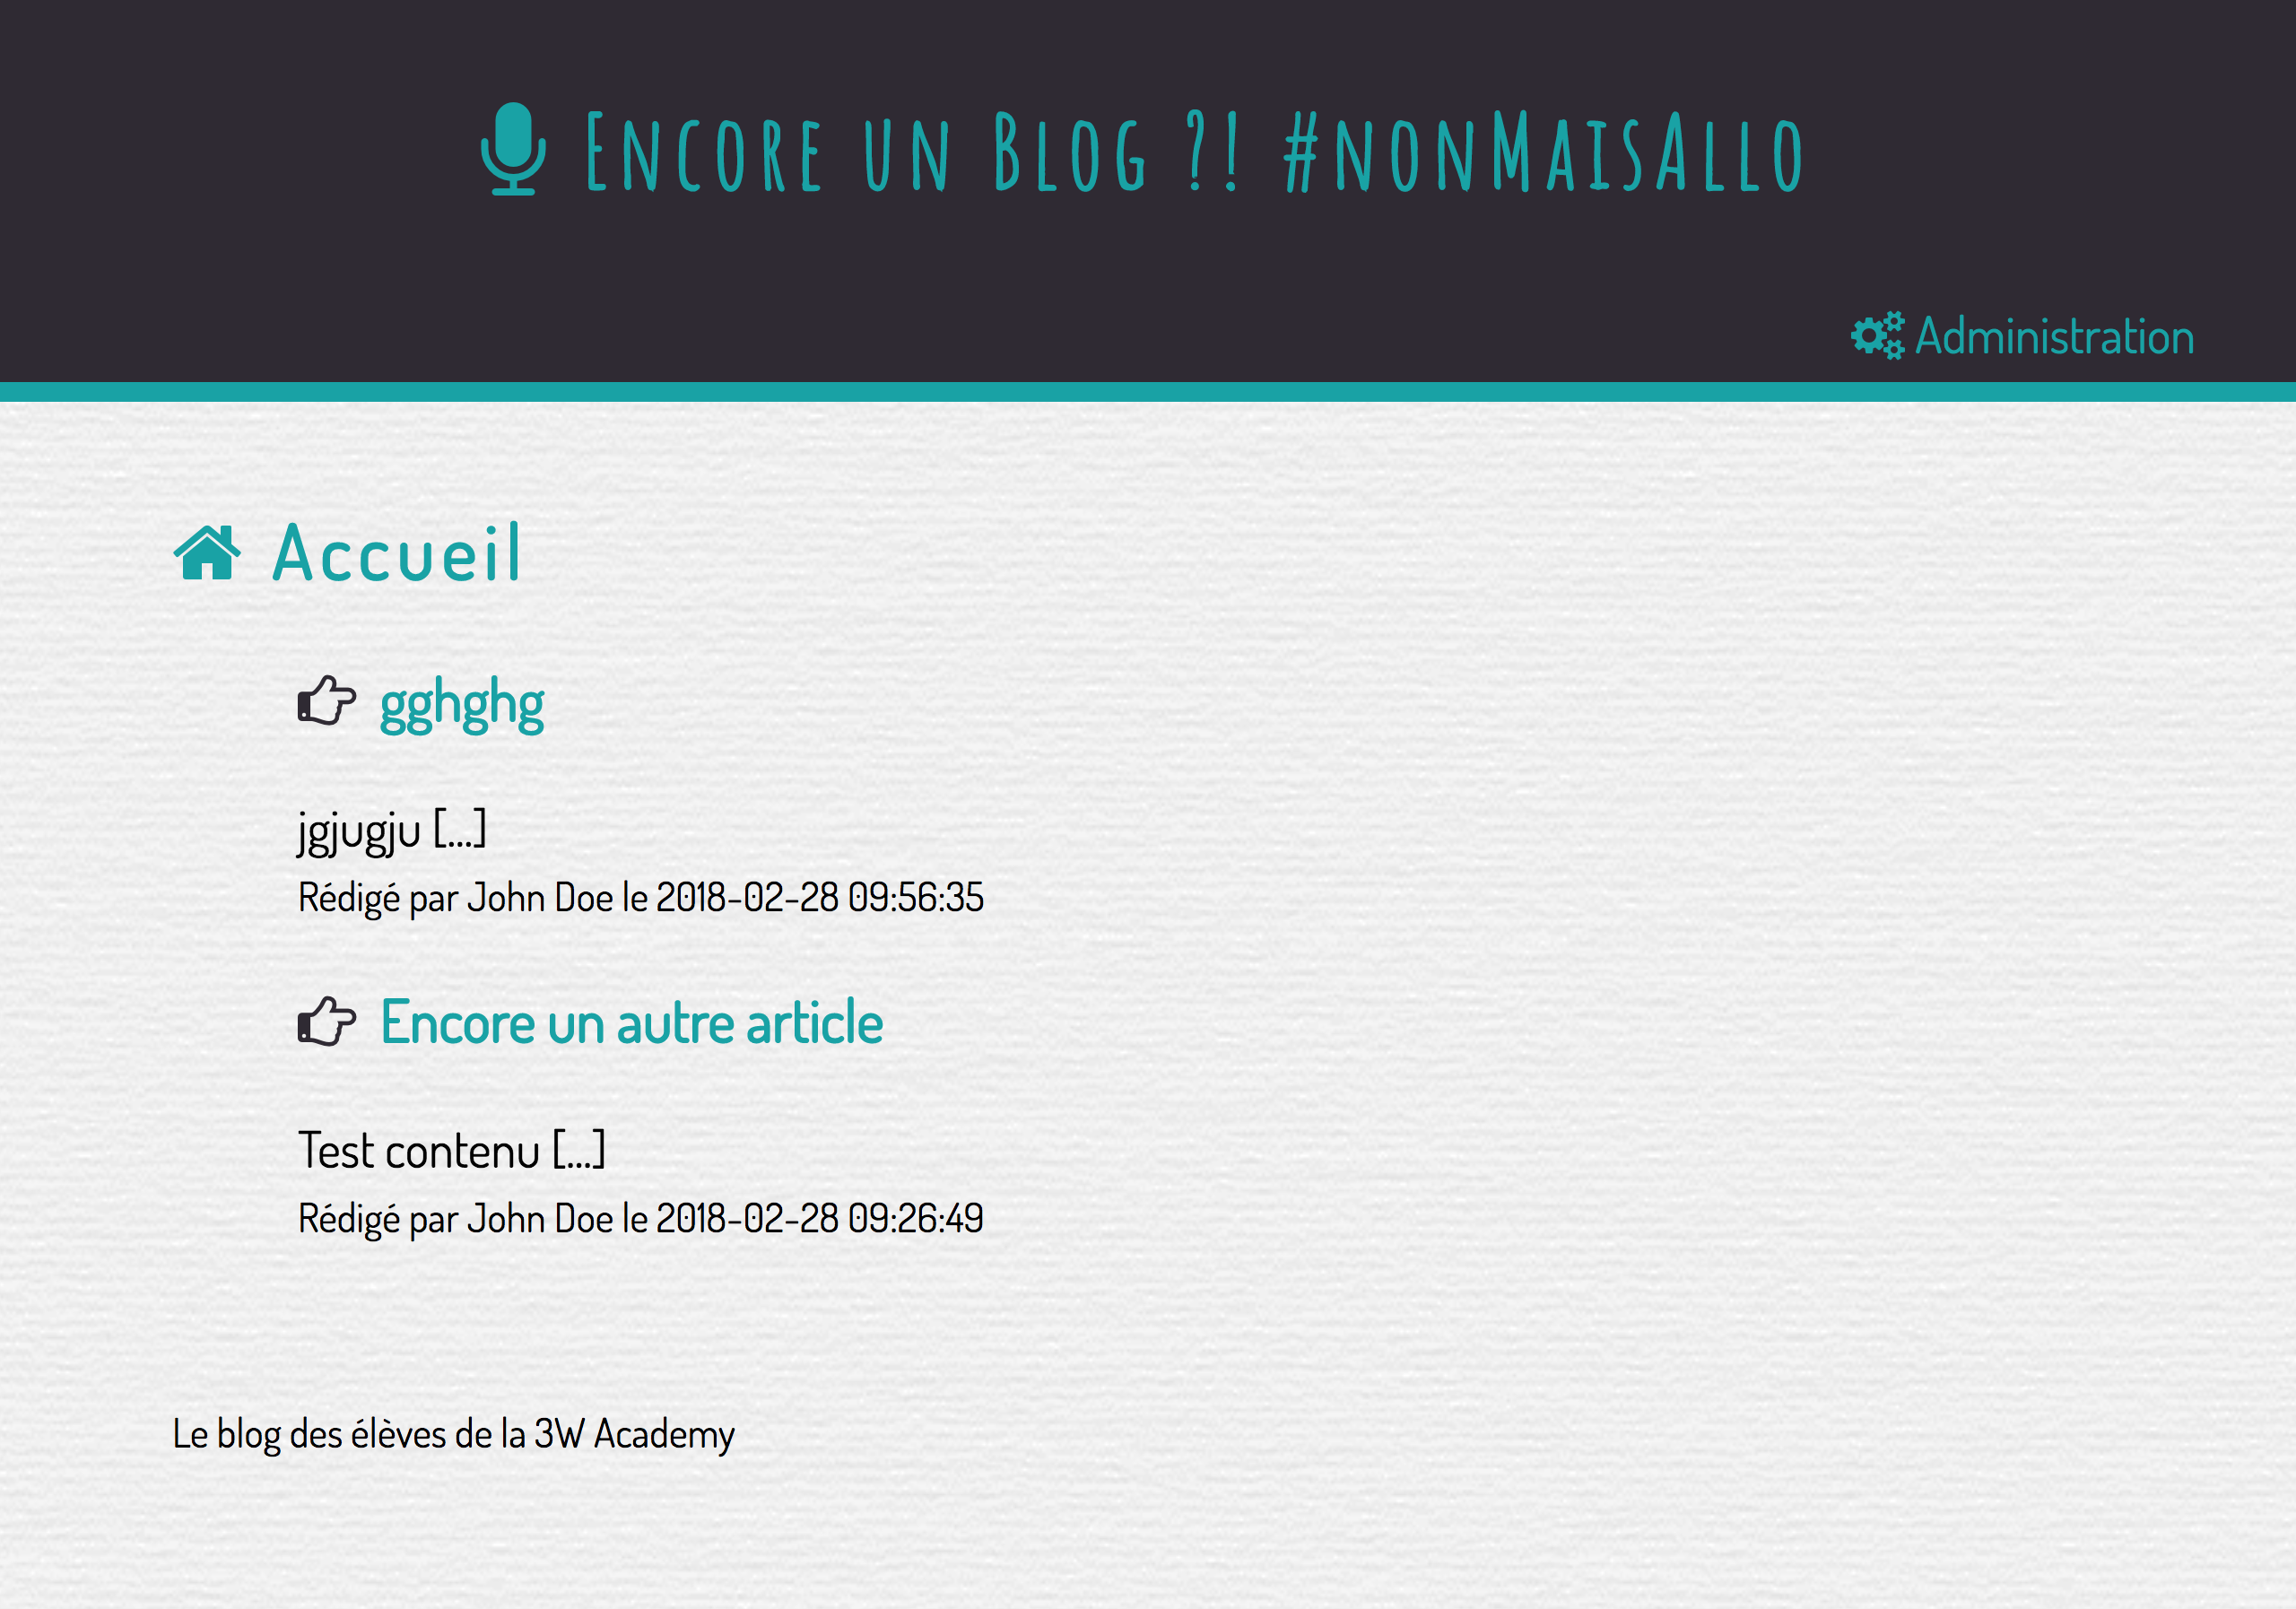 Encore un Blog ?! #nonMaisAllo
Administration
Accueil
gghghg
jgjugju [...]
Rédigé par John Doe le 2018-02-28 09:56:35
Encore un autre article
Test contenu [...]
Rédigé par John Doe le 2018-02-28 09:26:49
Le blog des élèves de la 3W Academy